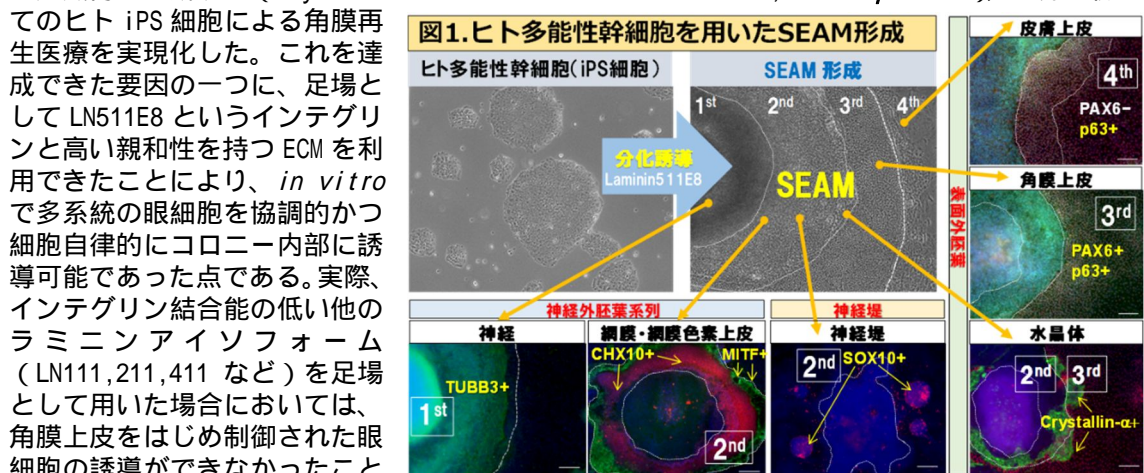 てのヒト iPS 細胞による角膜再
生医療を実現化した。これを達
成できた要因の一つに、足場と
して LN511E8 というインテグリ
ンと高い親和性を持つ ECM を利
用できたことにより、in vitro
で多系統の眼細胞を協調的かつ
細胞自律的にコロニー内部に誘
導可能であった点である。実際、
インテグリン結合能の低い他の
ラミニンアイソフォーム
(LN111,211,411 など)を足場
として用いた場合においては、
角膜上皮をはじめ制御された眼
細胞の誘導ができなかったこと
図1.ヒト多能性幹細胞を用いたSEAM形成
ヒト多能性幹細胞(iPS細胞)
SEAM 形成
1st 2nd 3rd 4th
分化誘導
Laminin511E8
SEAM
皮膚上皮
4th
PAX6-
p63+
表面外胚葉
角膜上皮
3rd
PAX6+
p63+
神経外胚葉系列
神経堤
神経
TUBB3+
1st
網膜・網膜色素上皮
CHX10+ MITF+
2nd
神経堤
2nd SOX10+
水晶体
2nd 3rd
Crystallin-α+